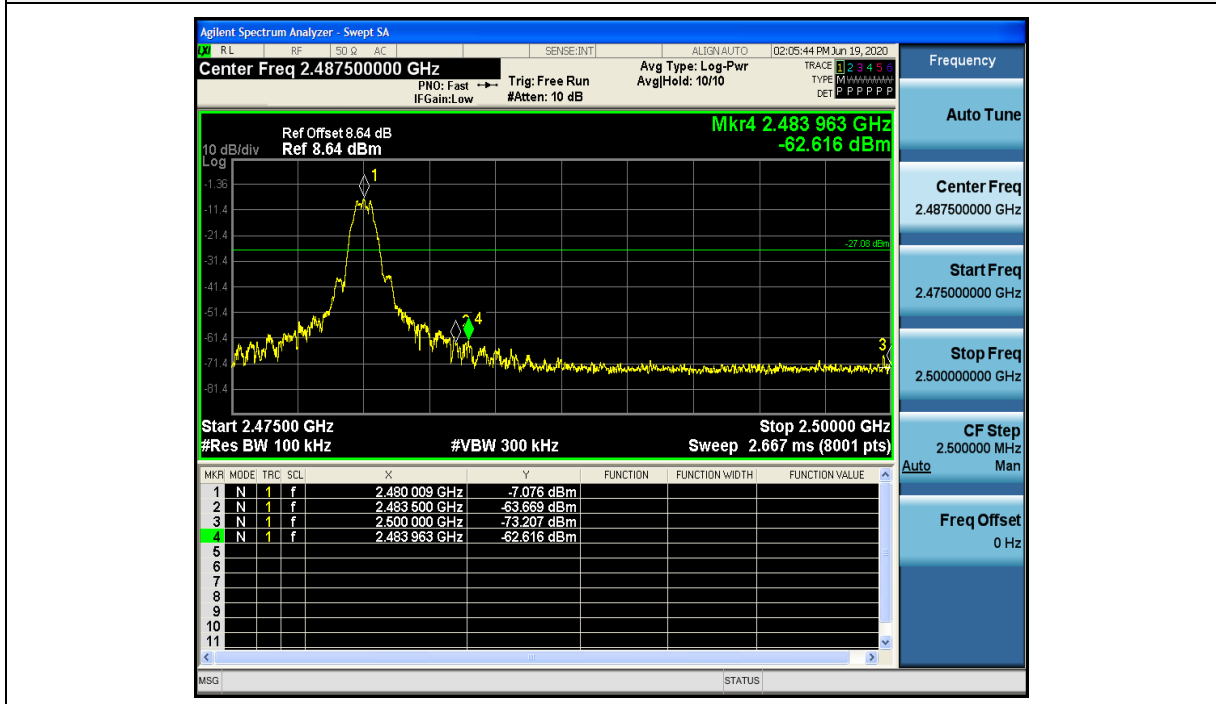 Agilent Spectrum Analyzer - Swept SA
LXI RL RF 50 Ω AC SENSE:INT ALIGN AUTO 02:05:44 PM Jun 19, 2020
Center Freq 2.487500000 GHz
PNO: Fast
IFGain:Low
Trig: Free Run
#Atten: 10 dB
Avg Type: Log-Pwr
Avg|Hold: 10/10
TRACE 1 2 3 4 5 6
TYPE M WWWWW
DET P P P P P P
Mkr4 2.483 963 GHz
-62.616 dBm
Ref Offset 8.64 dB
10 dB/div Ref 8.64 dBm
Log
-1.36
-11.4
-21.4
-31.4
-41.4
-51.4
-61.4
-71.4
-81.4
1
-27.08 dBm
2 4
3
Start 2.47500 GHz Stop 2.50000 GHz
#Res BW 100 kHz #VBW 300 kHz Sweep 2.667 ms (8001 pts)
MKR MODE TRC SCL X Y FUNCTION FUNCTION WIDTH FUNCTION VALUE
1 N 1 f 2.480 009 GHz -7.076 dBm
2 N 1 f 2.483 500 GHz -63.669 dBm
3 N 1 f 2.500 000 GHz -73.207 dBm
4 N 1 f 2.483 963 GHz -62.616 dBm
5
6
7
8
9
10
11
MSG STATUS
Frequency
Auto Tune
Center Freq
2.487500000 GHz
Start Freq
2.475000000 GHz
Stop Freq
2.500000000 GHz
CF Step
2.500000 MHz
Auto Man
Freq Offset
0 Hz